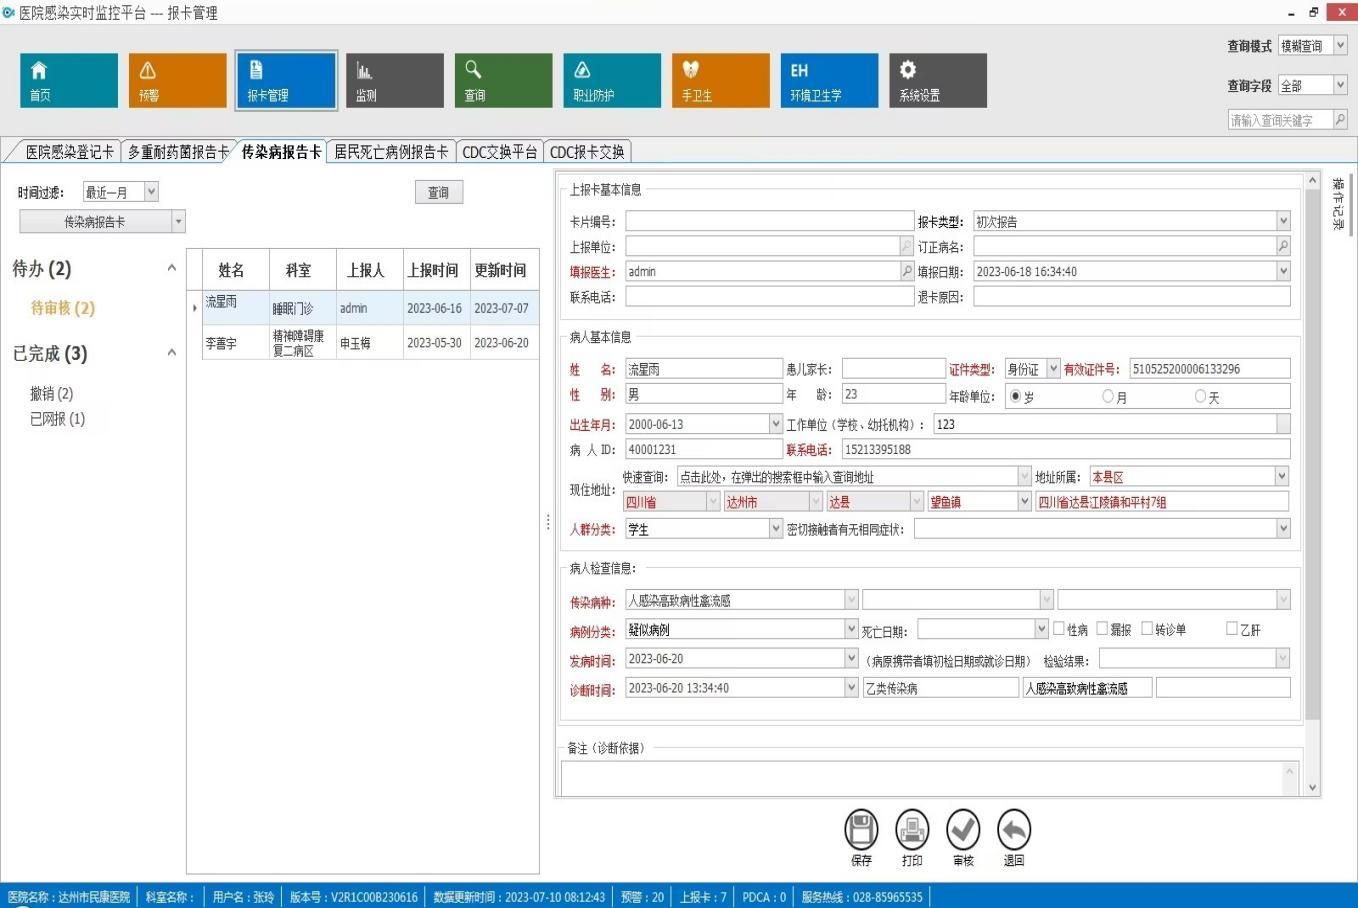 医院感染实时监控平台 --- 报卡管理
查询模式 模糊查询
首页 预警 报卡管理 监测 查询 职业防护 手卫生 EH 环境卫生学 系统设置
查询字段 全部
请输入查询关键字
医院感染登记卡 多重耐药菌报告卡 传染病报告卡 居民死亡病例报告卡 CDC交换平台 CDC报卡交换
时间过滤: 最近一月 查询
传染病报告卡
待办 (2)
待审核 (2)
已完成 (3)
撤销 (2)
已网报 (1)
姓名 科室 上报人 上报时间 更新时间
流星雨 睡眠门诊 admin 2023-06-16 2023-07-07
李善宇 精神障碍康复二病区 申玉梅 2023-05-30 2023-06-20
操作记录
上报卡基本信息
卡片编号: 报卡类型: 初次报告
上报单位: 订正病名:
填报医生: admin 填报日期: 2023-06-18 16:34:40
联系电话: 退卡原因:
病人基本信息
姓 名: 流星雨 患儿家长: 证件类型: 身份证 有效证件号: 510525200006133296
性 别: 男 年 龄: 23 年龄单位: 岁 月 天
出生年月: 2000-06-13 工作单位（学校、幼托机构）: 123
病 人 ID: 40001231 联系电话: 15213395188
现住地址: 快速查询: 点击此处，在弹出的搜索框中输入查询地址 地址所属: 本县区
四川省 达州市 达县 望鱼镇 四川省达县江陵镇和平村7组
人群分类: 学生 密切接触者有无相同症状:
病人检查信息:
传染病种: 人感染高致病性禽流感
病例分类: 疑似病例 死亡日期: 性病 漏报 转诊单 乙肝
发病时间: 2023-06-20 （病原携带者填初检日期或就诊日期） 检验结果:
诊断时间: 2023-06-20 13:34:40 乙类传染病 人感染高致病性禽流感
备注（诊断依据）
保存 打印 审核 退回
医院名称：达州市民康医院 科室名称： 用户名：张玲 版本号：V2R1C00B230616 数据更新时间：2023-07-10 08:12:43 预警：20 上报卡：7 PDCA：0 服务热线：028-85965535